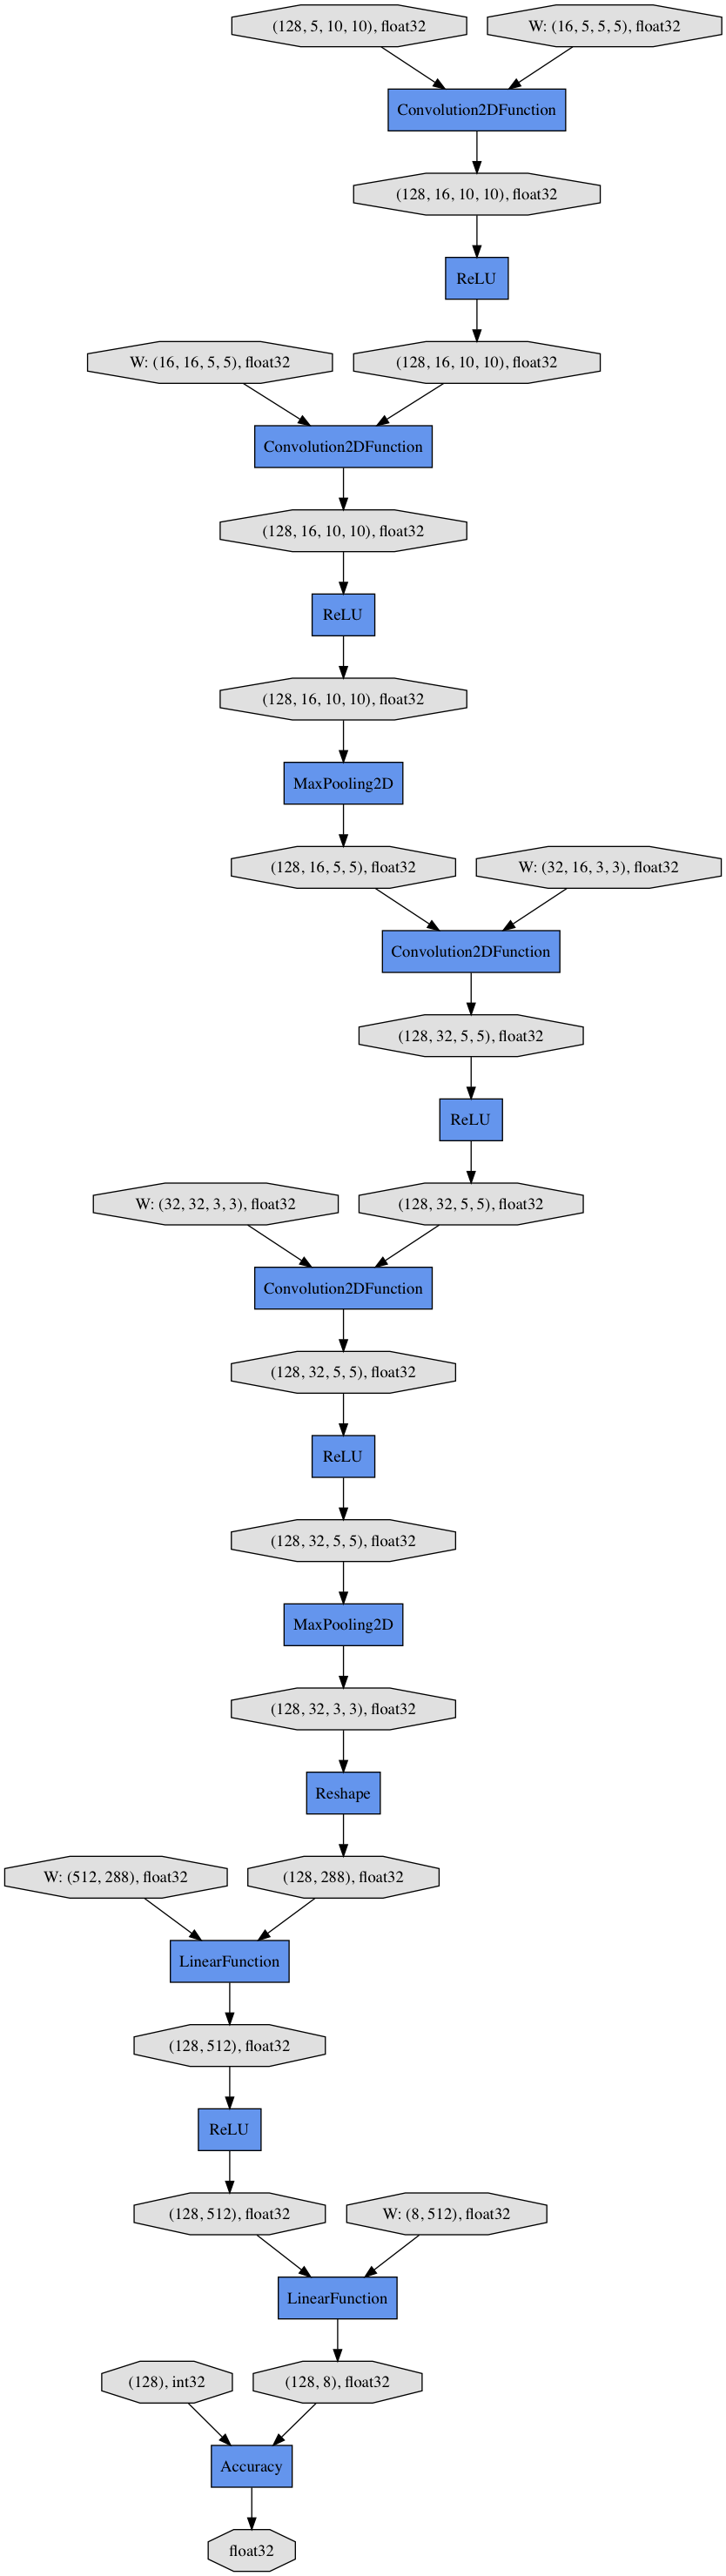 (128, 5, 10, 10), float32
W: (16, 5, 5, 5), float32
Convolution2DFunction
(128, 16, 10, 10), float32
ReLU
W: (16, 16, 5, 5), float32
(128, 16, 10, 10), float32
Convolution2DFunction
(128, 16, 10, 10), float32
ReLU
(128, 16, 10, 10), float32
MaxPooling2D
(128, 16, 5, 5), float32
W: (32, 16, 3, 3), float32
Convolution2DFunction
(128, 32, 5, 5), float32
ReLU
W: (32, 32, 3, 3), float32
(128, 32, 5, 5), float32
Convolution2DFunction
(128, 32, 5, 5), float32
ReLU
(128, 32, 5, 5), float32
MaxPooling2D
(128, 32, 3, 3), float32
Reshape
W: (512, 288), float32
(128, 288), float32
LinearFunction
(128, 512), float32
ReLU
(128, 512), float32
W: (8, 512), float32
LinearFunction
(128), int32
(128, 8), float32
Accuracy
float32